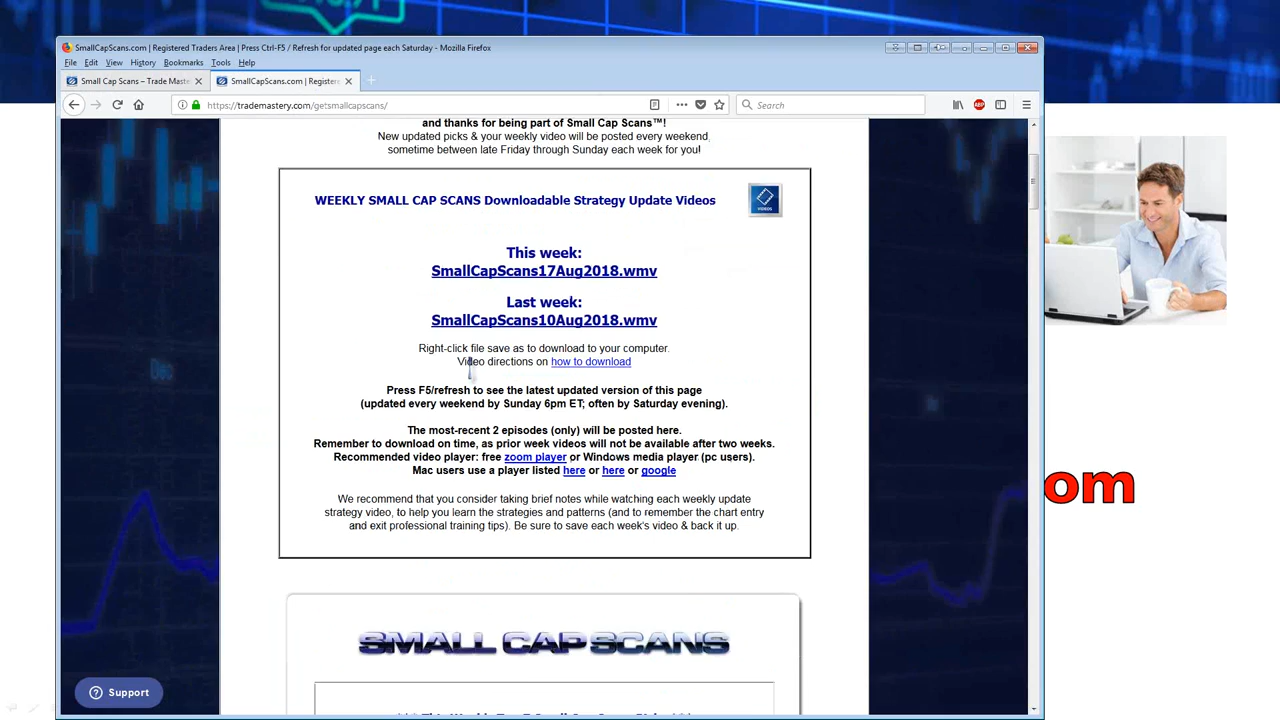 SmallCapScans.com | Registered Traders Area | Press Ctrl-F5 / Refresh for updated page each Saturday - Mozilla Firefox
File Edit View History Bookmarks Tools Help
Small Cap Scans – Trade Maste
SmallCapScans.com | Registere
https://trademastery.com/getsmallcapscans/
Search
ABP
and thanks for being part of Small Cap Scans™!
New updated picks & your weekly video will be posted every weekend,
sometime between late Friday through Sunday each week for you!
WEEKLY SMALL CAP SCANS Downloadable Strategy Update Videos
VIDEOS
This week:
SmallCapScans17Aug2018.wmv
Last week:
SmallCapScans10Aug2018.wmv
Right-click file save as to download to your computer.
Video directions on how to download
Press F5/refresh to see the latest updated version of this page
(updated every weekend by Sunday 6pm ET; often by Saturday evening).
The most-recent 2 episodes (only) will be posted here.
Remember to download on time, as prior week videos will not be available after two weeks.
Recommended video player: free zoom player or Windows media player (pc users).
Mac users use a player listed here or here or google
We recommend that you consider taking brief notes while watching each weekly update
strategy video, to help you learn the strategies and patterns (and to remember the chart entry
and exit professional training tips). Be sure to save each week's video & back it up.
om
SMALL CAP SCANS
Support
Dec